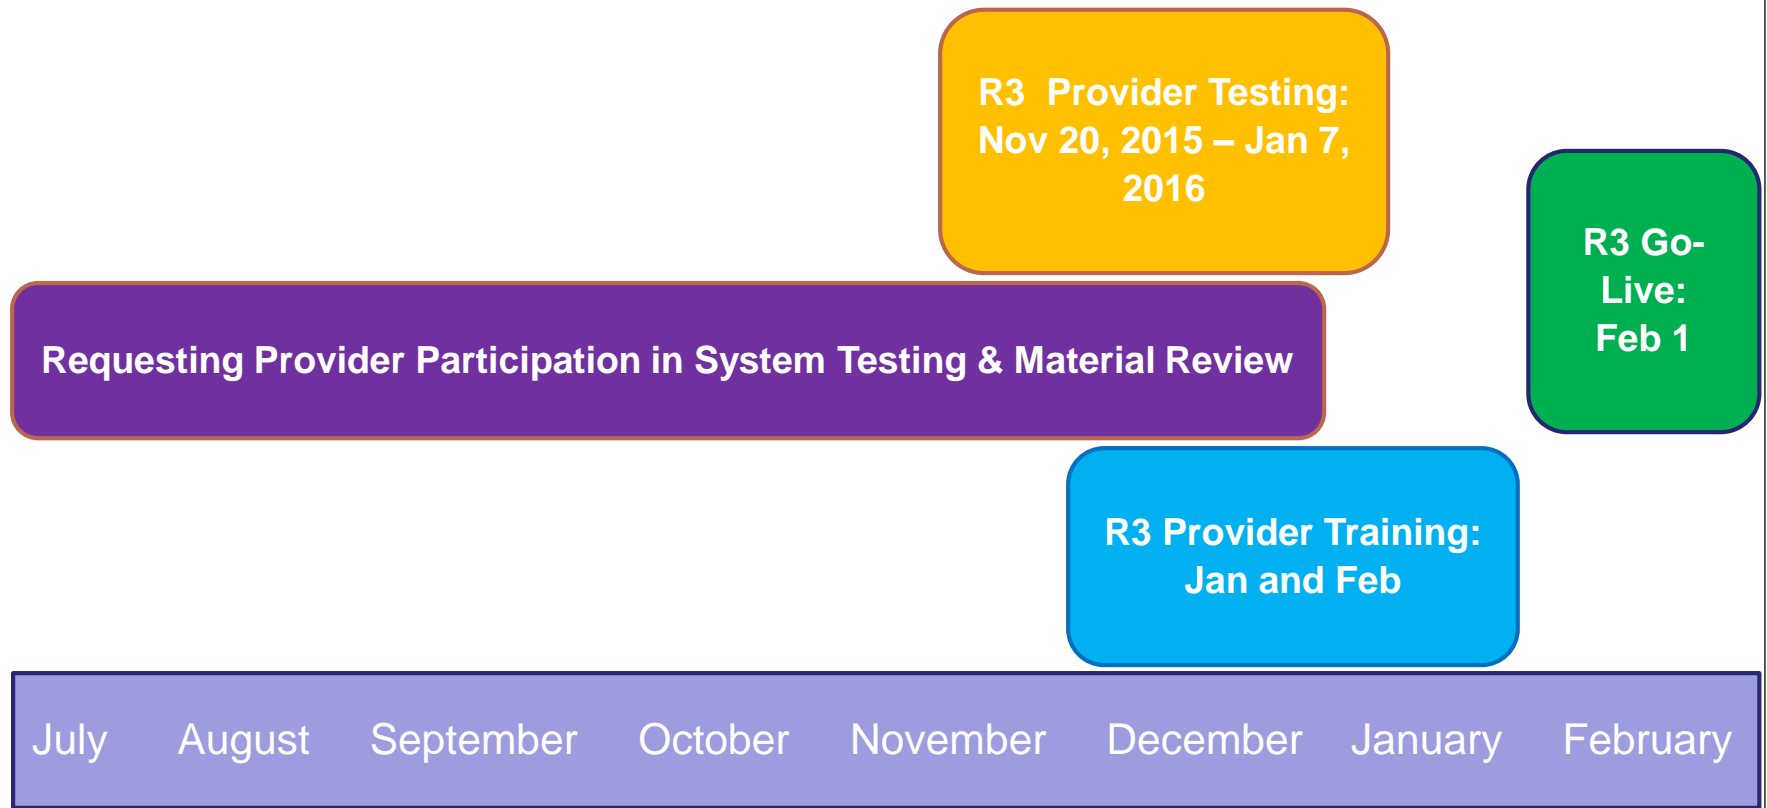 R3 Provider Testing:
Nov 20, 2015 – Jan 7,
2016
R3 Go-
Live:
Feb 1
Requesting Provider Participation in System Testing & Material Review
R3 Provider Training:
Jan and Feb
July August September October November December January February